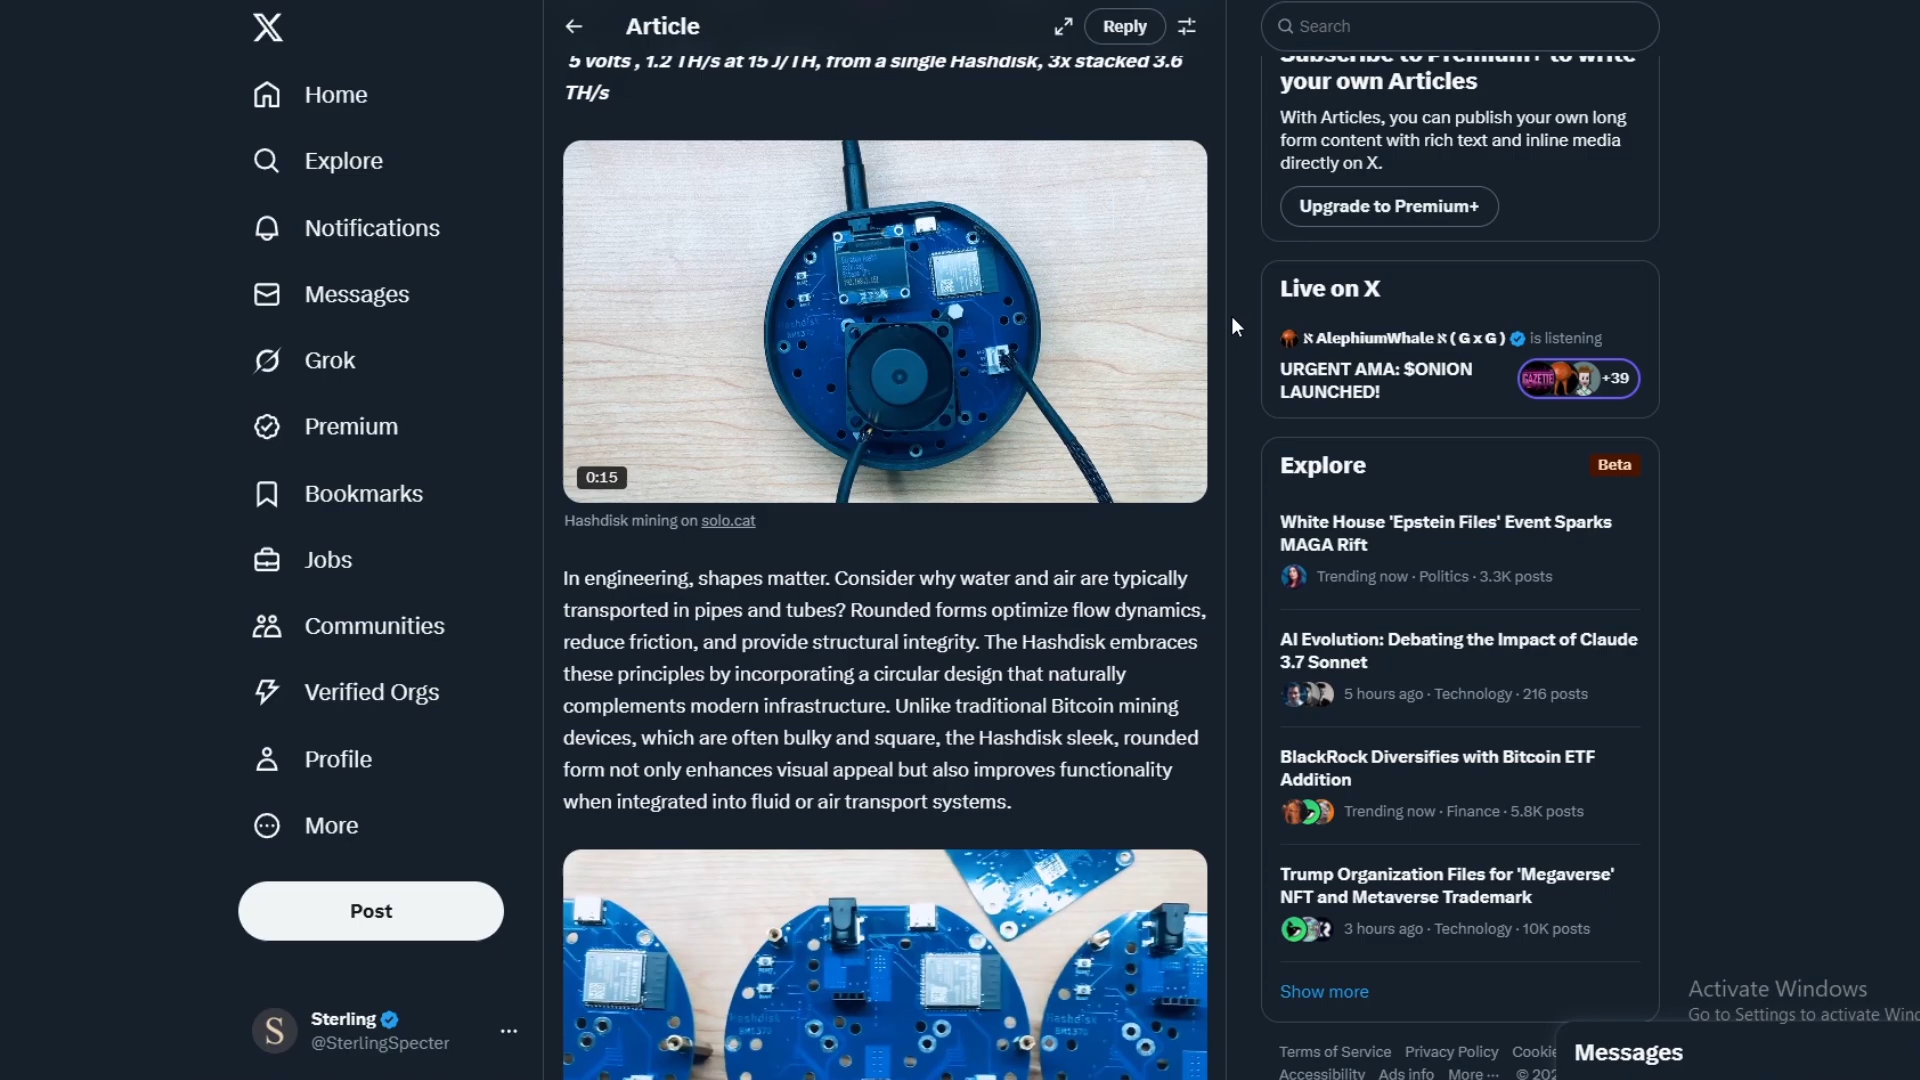 Home
Explore
Notifications
Messages
Grok
Premium
Bookmarks
Jobs
Communities
Verified Orgs
Profile
More
Post
Sterling
@SterlingSpecter
Article
Reply
5 volts , 1.2 TH/s at 15 J/TH, from a single Hashdisk, 3x stacked 3.6
TH/s
0:15
Hashdisk mining on solo.cat
In engineering, shapes matter. Consider why water and air are typically
transported in pipes and tubes? Rounded forms optimize flow dynamics,
reduce friction, and provide structural integrity. The Hashdisk embraces
these principles by incorporating a circular design that naturally
complements modern infrastructure. Unlike traditional Bitcoin mining
devices, which are often bulky and square, the Hashdisk sleek, rounded
form not only enhances visual appeal but also improves functionality
when integrated into fluid or air transport systems.
Hashdisk
BM1370
Search
Subscribe to Premium+ to write
your own Articles
With Articles, you can publish your own long
form content with rich text and inline media
directly on X.
Upgrade to Premium+
Live on X
ℵ AlephiumWhale ℵ ( G x G ) is listening
URGENT AMA: $ONION
LAUNCHED!
GAZETTE
+39
Explore
Beta
White House 'Epstein Files' Event Sparks
MAGA Rift
Trending now · Politics · 3.3K posts
AI Evolution: Debating the Impact of Claude
3.7 Sonnet
5 hours ago · Technology · 216 posts
BlackRock Diversifies with Bitcoin ETF
Addition
Trending now · Finance · 5.8K posts
Trump Organization Files for 'Megaverse'
NFT and Metaverse Trademark
3 hours ago · Technology · 10K posts
Show more
Activate Windows
Go to Settings to activate Win
Terms of Service Privacy Policy Cookie
Accessibility Ads info More ··· © 202
Messages